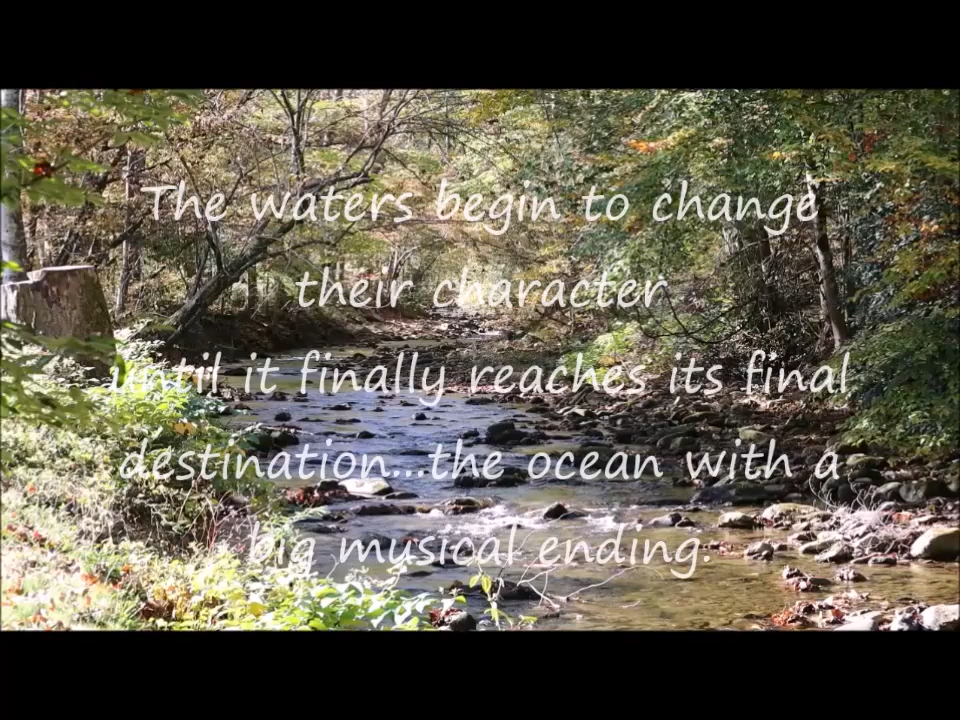 The waters begin to change
their character
until it finally reaches its final
destination...the ocean with a
big musical ending.